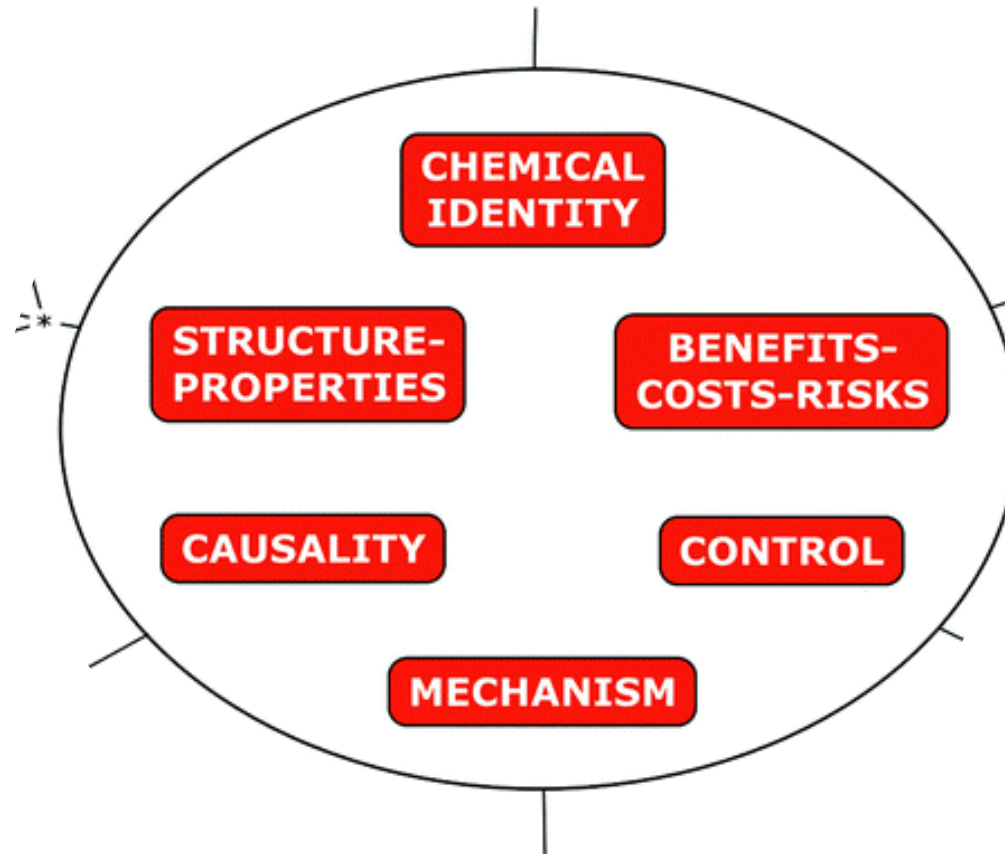 CHEMICAL
IDENTITY
STRUCTURE-
PROPERTIES
BENEFITS-
COSTS-RISKS
CAUSALITY
CONTROL
MECHANISM